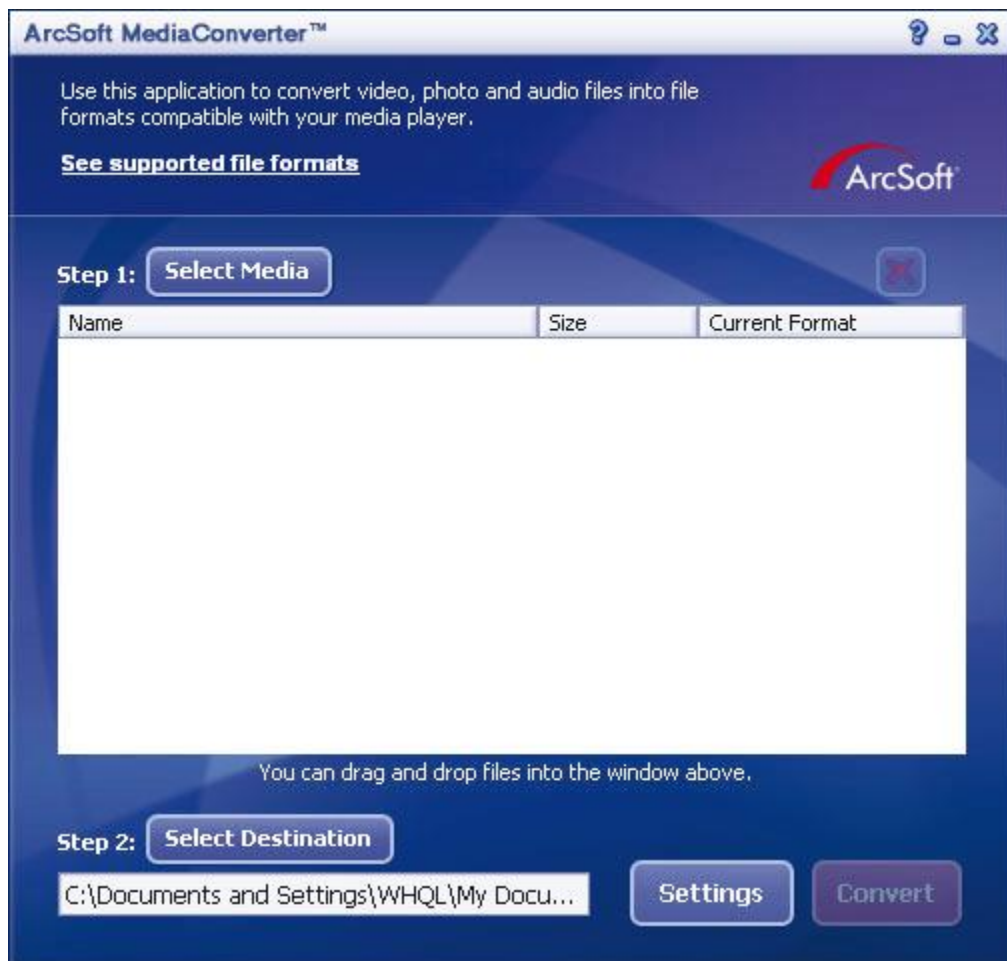 ArcSoft MediaConverter™
Use this application to convert video, photo and audio files into file
formats compatible with your media player.
See supported file formats
ArcSoft
Step 1: Select Media
Name Size Current Format
You can drag and drop files into the window above.
Step 2: Select Destination
C:\Documents and Settings\WHQL\My Docu...
Settings Convert